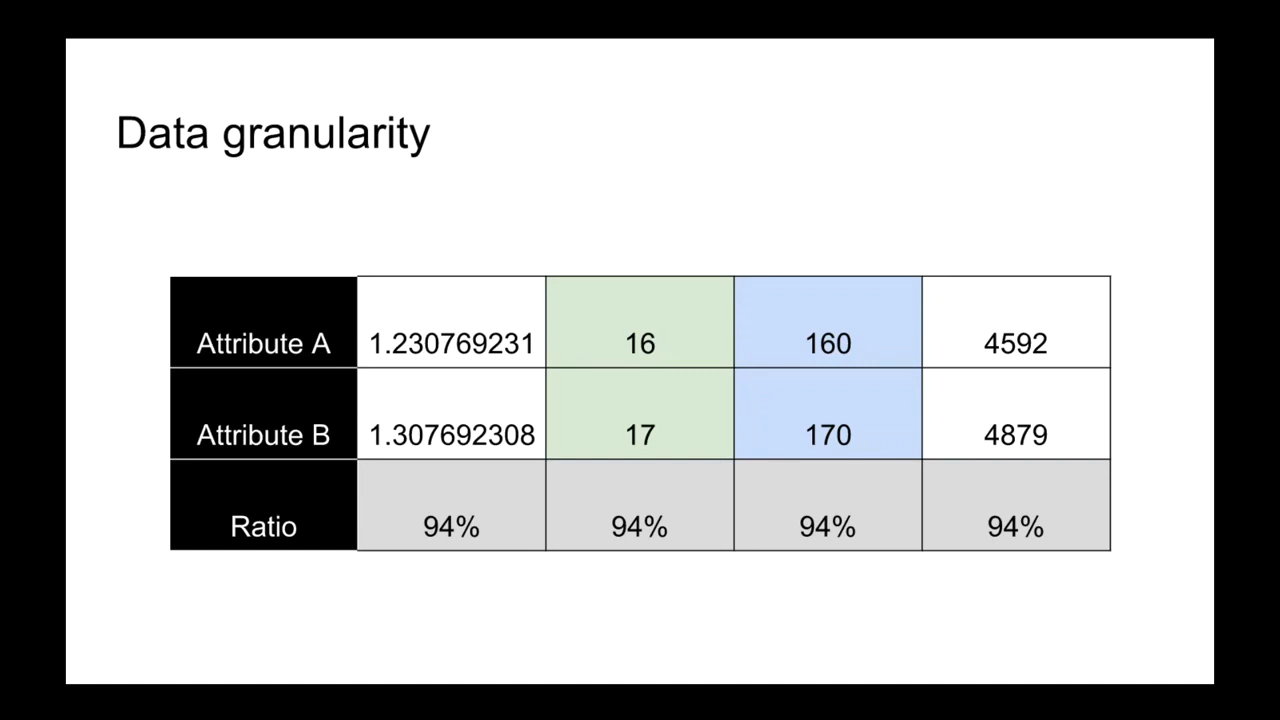 Data granularity
Attribute A 1.230769231 16 160 4592
Attribute B 1.307692308 17 170 4879
Ratio 94% 94% 94% 94%